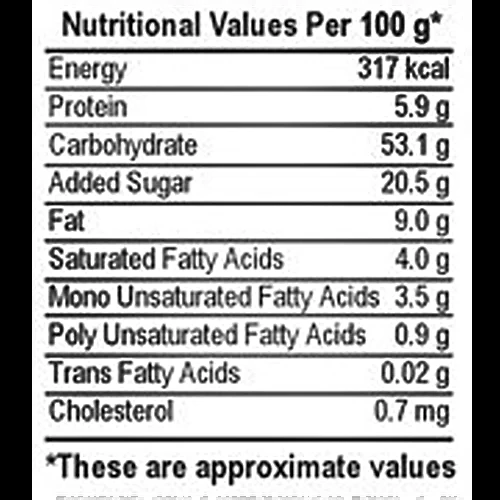 Nutritional Values Per 100 g*
Energy 317 kcal
Protein 5.9 g
Carbohydrate 53.1 g
Added Sugar 20.5 g
Fat 9.0 g
Saturated Fatty Acids 4.0 g
Mono Unsaturated Fatty Acids 3.5 g
Poly Unsaturated Fatty Acids 0.9 g
Trans Fatty Acids 0.02 g
Cholesterol 0.7 mg
*These are approximate values